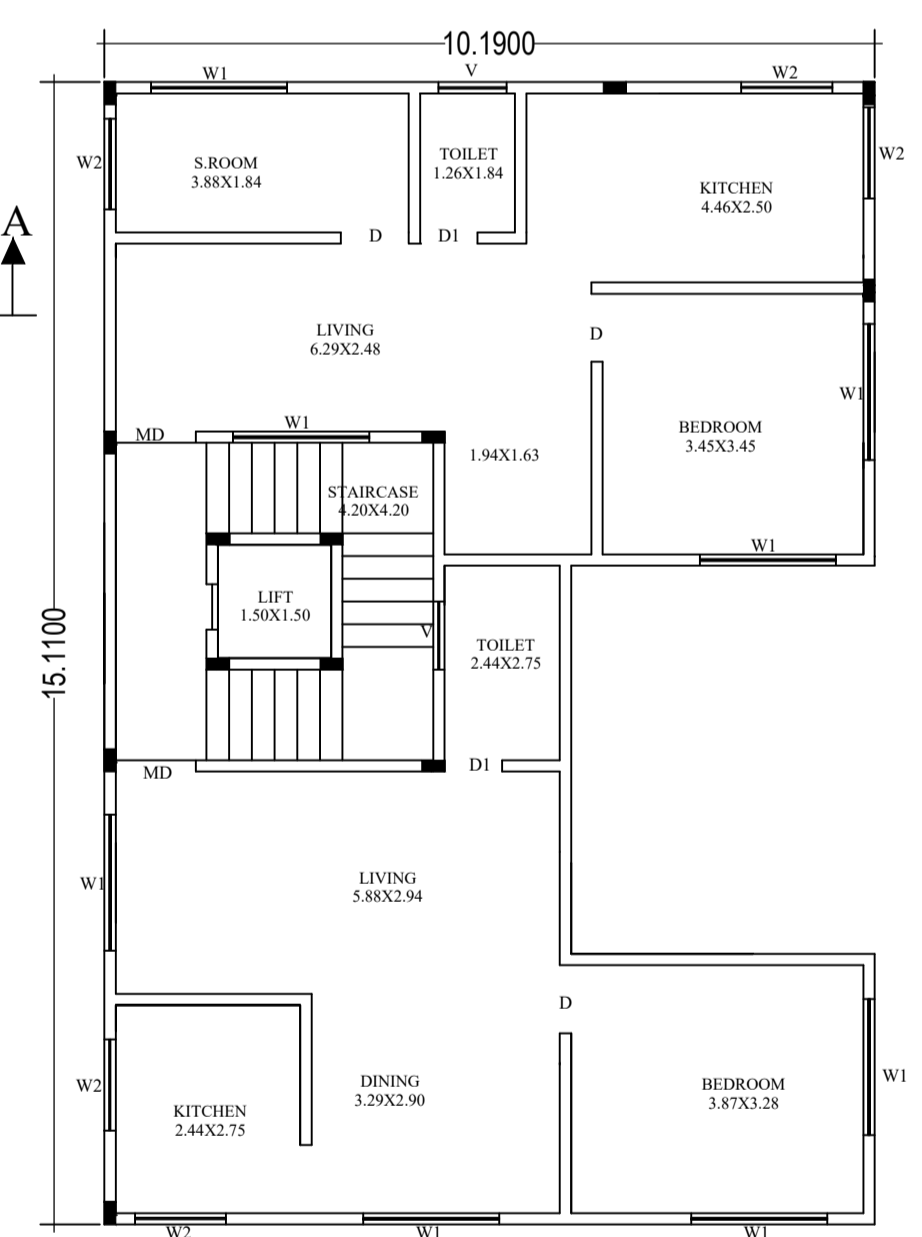 10.1900
W1
V
W2
W2
S.ROOM
3.88X1.84
TOILET
1.26X1.84
W2
KITCHEN
4.46X2.50
A
D
D1
LIVING
6.29X2.48
D
W1
BEDROOM
3.45X3.45
MD
W1
1.94X1.63
STAIRCASE
4.20X4.20
W1
LIFT
1.50X1.50
V
TOILET
2.44X2.75
15.1100
MD
D1
W1
LIVING
5.88X2.94
D
W2
KITCHEN
2.44X2.75
DINING
3.29X2.90
BEDROOM
3.87X3.28
W1
W2
W1
W1